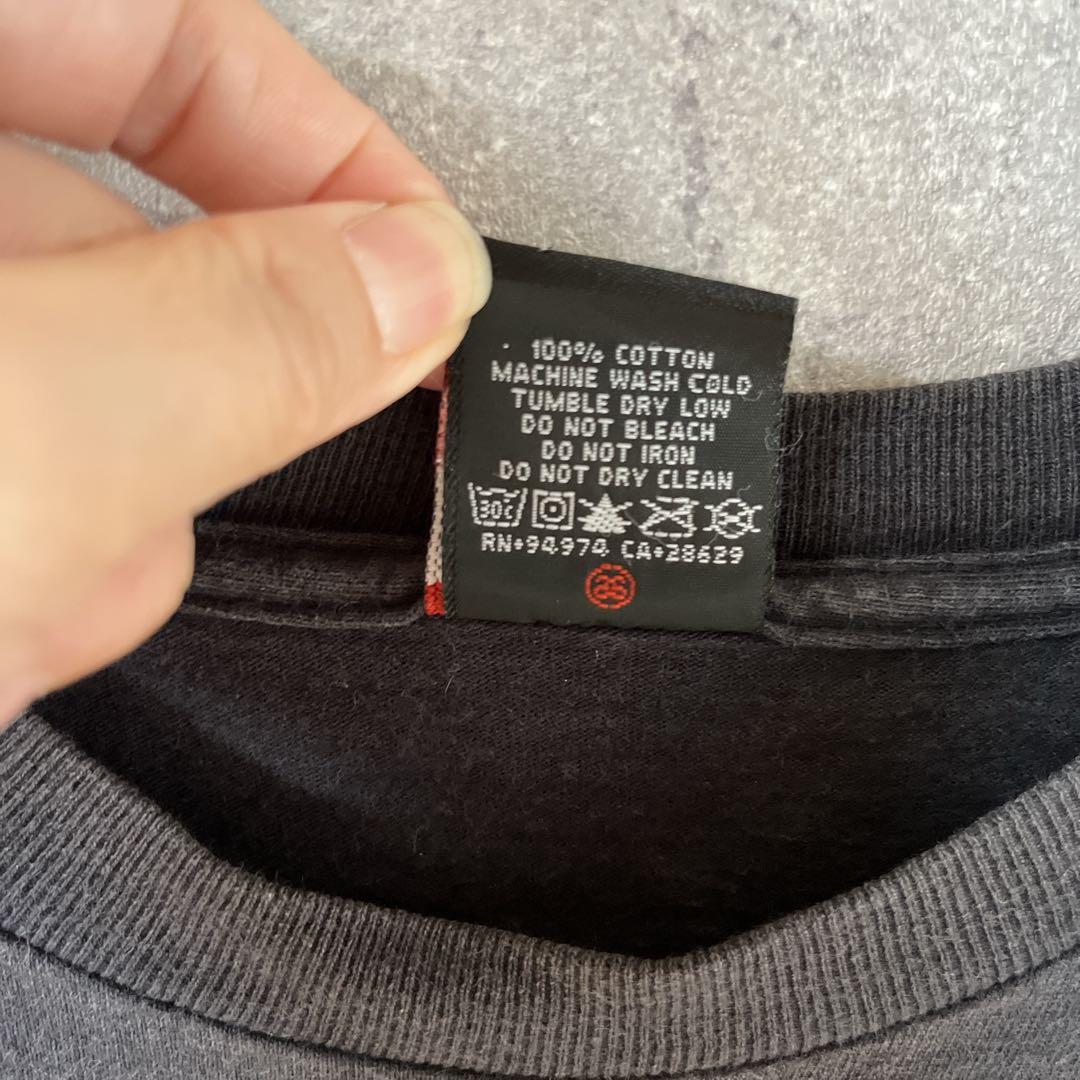 100% COTTON
MACHINE WASH COLD
TUMBLE DRY LOW
DO NOT BLEACH
DO NOT IRON
DO NOT DRY CLEAN
30c
RN+94974 CA+28629